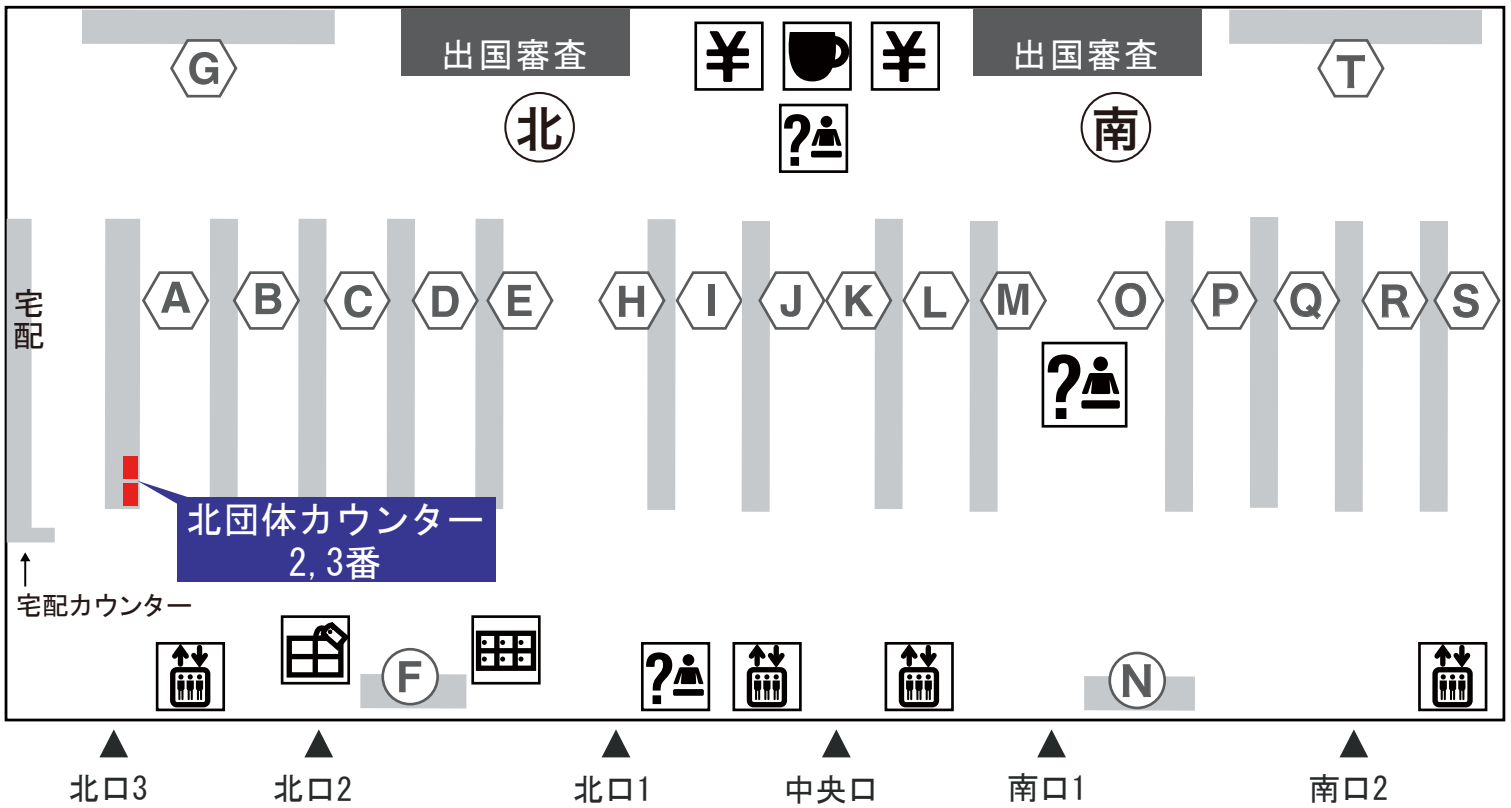 出国審査
出国審査
G
T
¥
¥
北
南
?
宅配
A
B
C
D
E
H
I
J
K
L
M
O
P
Q
R
S
?
北団体カウンター
2,3番
宅配カウンター
F
?
N
北口3
北口2
北口1
中央口
南口1
南口2